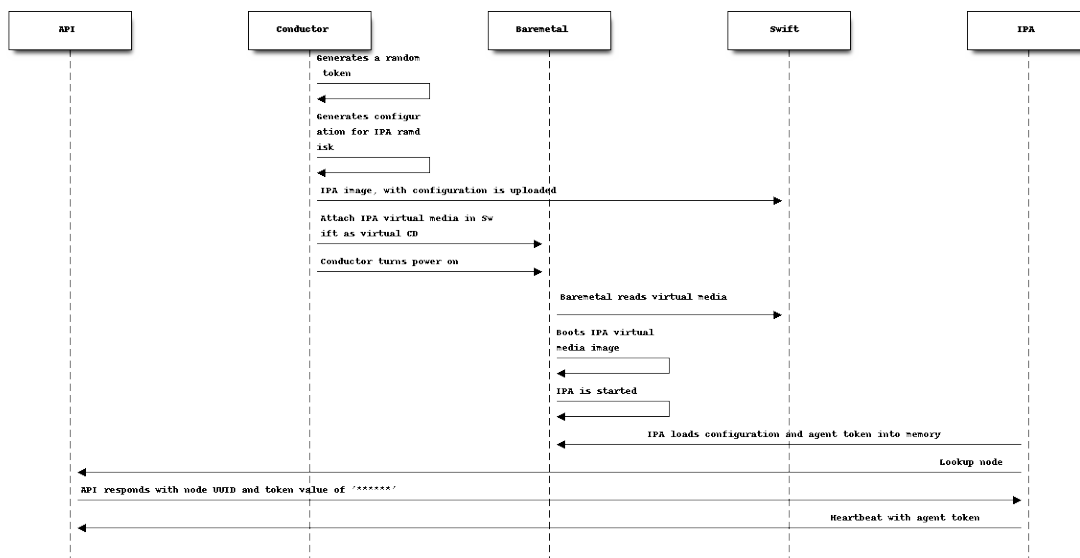 API
Conductor
Baremetal
Swift
IPA
Generates a random
token
Generates configur
ation for IPA ramd
isk
IPA image, with configuration is uploaded
Attach IPA virtual media in Sw
ift as virtual CD
Conductor turns power on
Baremetal reads virtual media
Boots IPA virtual
media image
IPA is started
IPA loads configuration and agent token into memory
Lookup node
API responds with node UUID and token value of '******'
Heartbeat with agent token